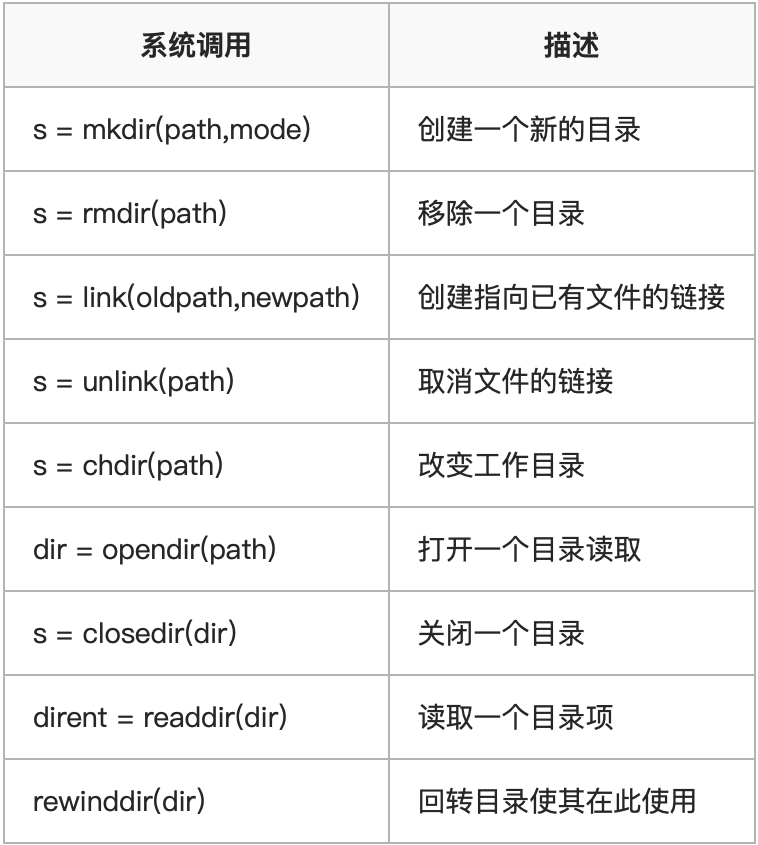 系统调用 描述
s = mkdir(path,mode) 创建一个新的目录
s = rmdir(path) 移除一个目录
s = link(oldpath,newpath) 创建指向已有文件的链接
s = unlink(path) 取消文件的链接
s = chdir(path) 改变工作目录
dir = opendir(path) 打开一个目录读取
s = closedir(dir) 关闭一个目录
dirent = readdir(dir) 读取一个目录项
rewinddir(dir) 回转目录使其在此使用